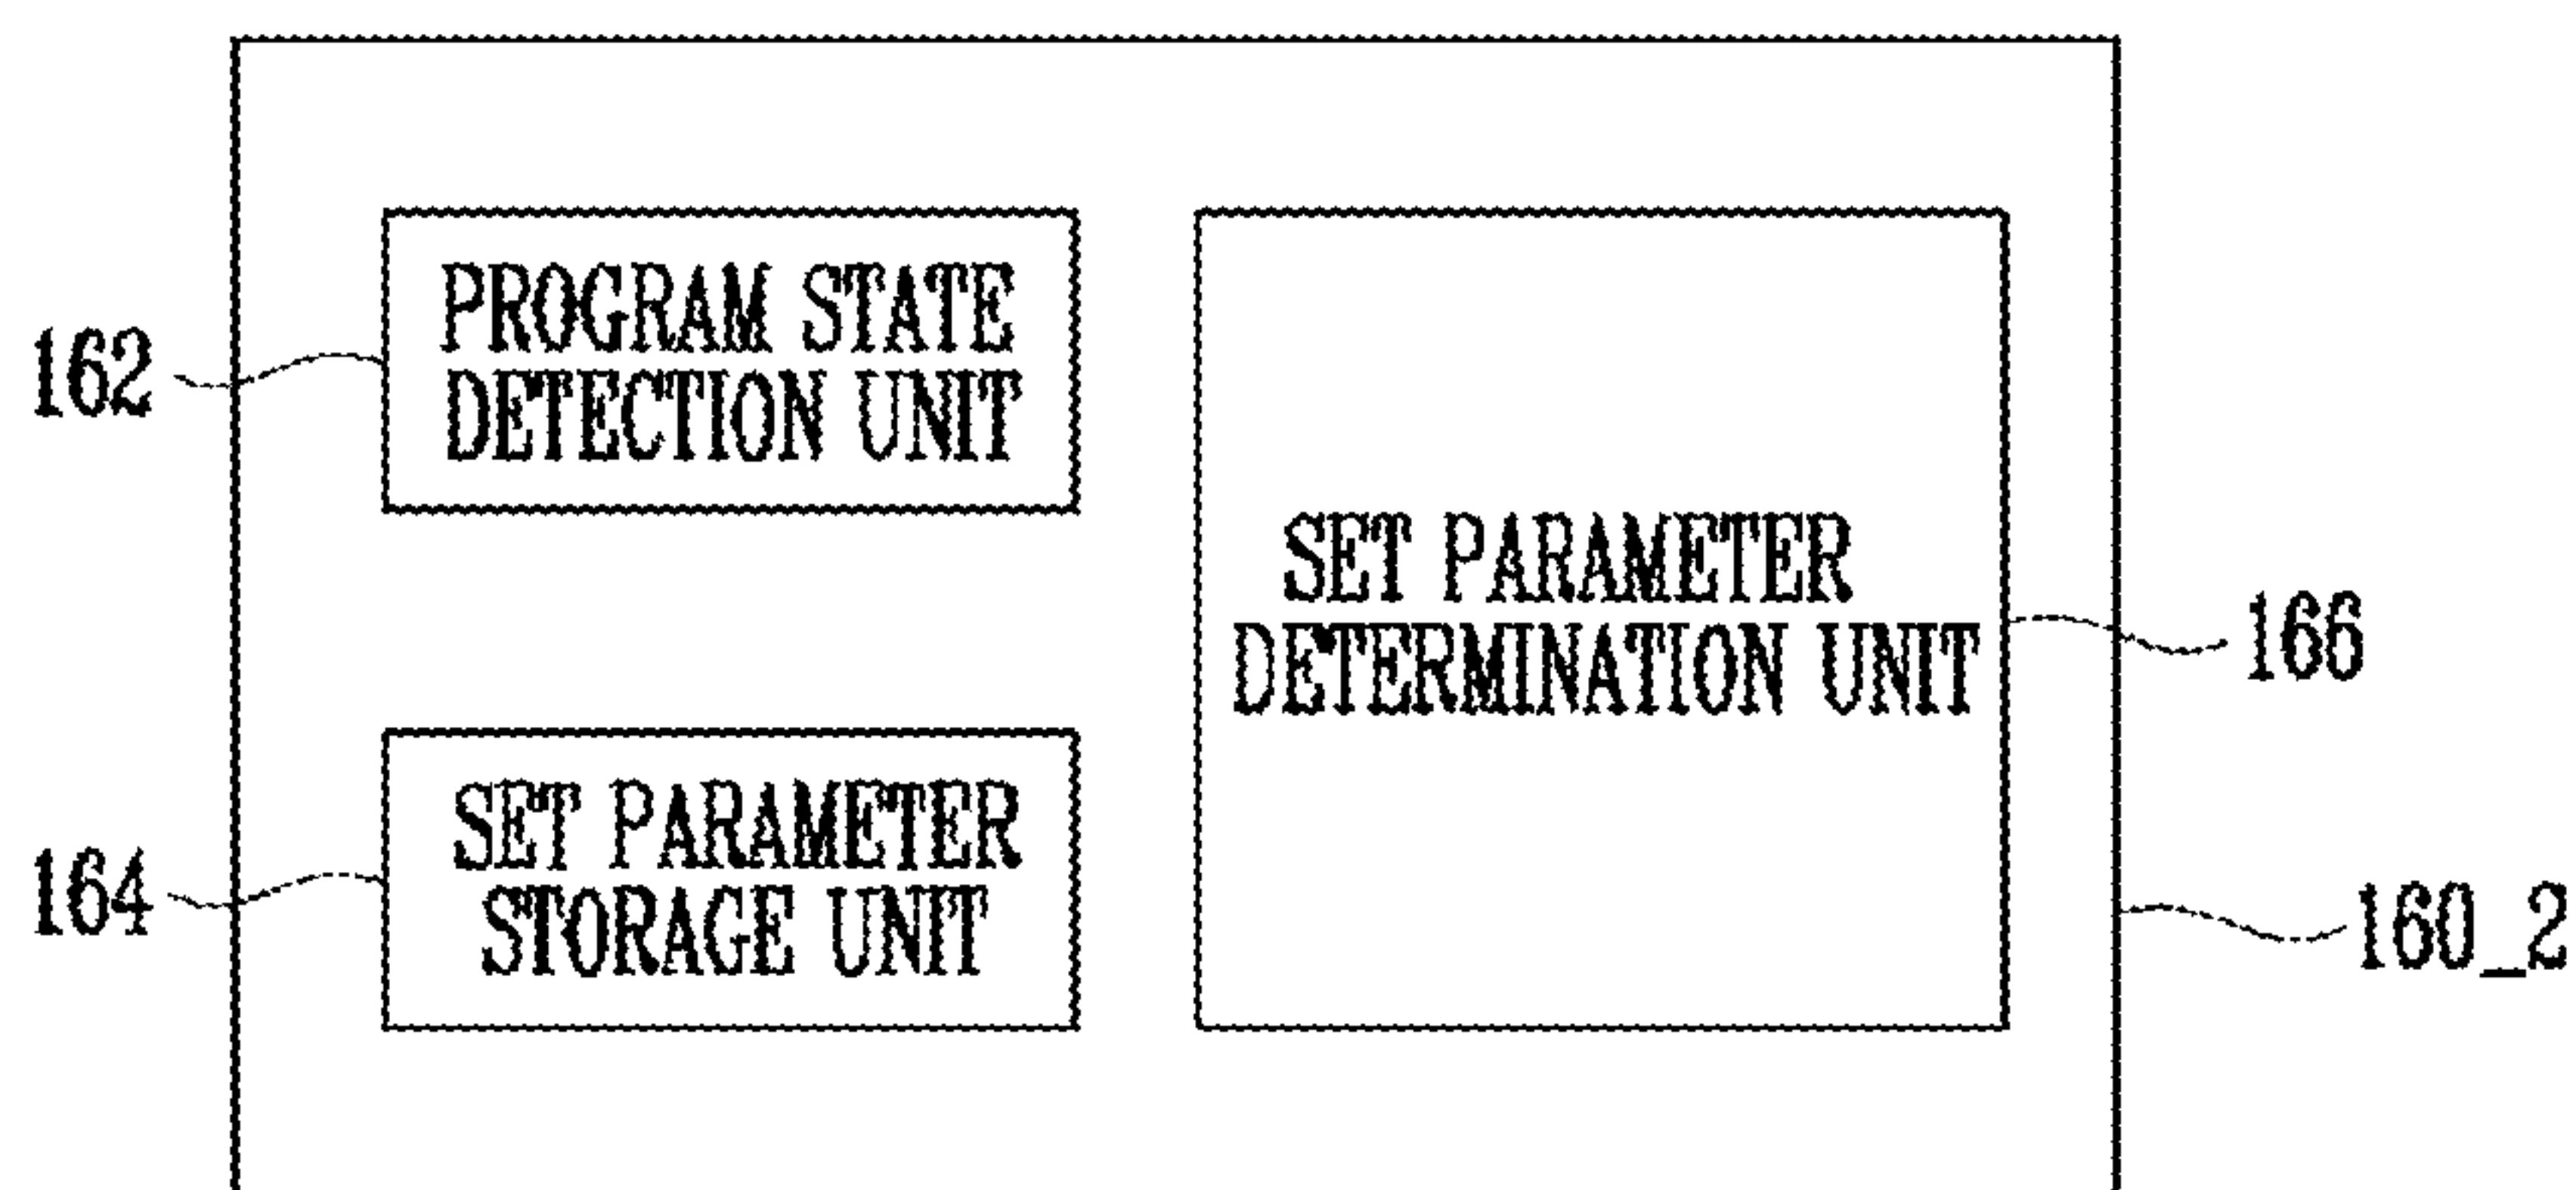 162
PROGRAM STATE
DETECTION UNIT
164
SET PARAMETER
STORAGE UNIT
SET PARAMETER
DETERMINATION UNIT
166
160_2